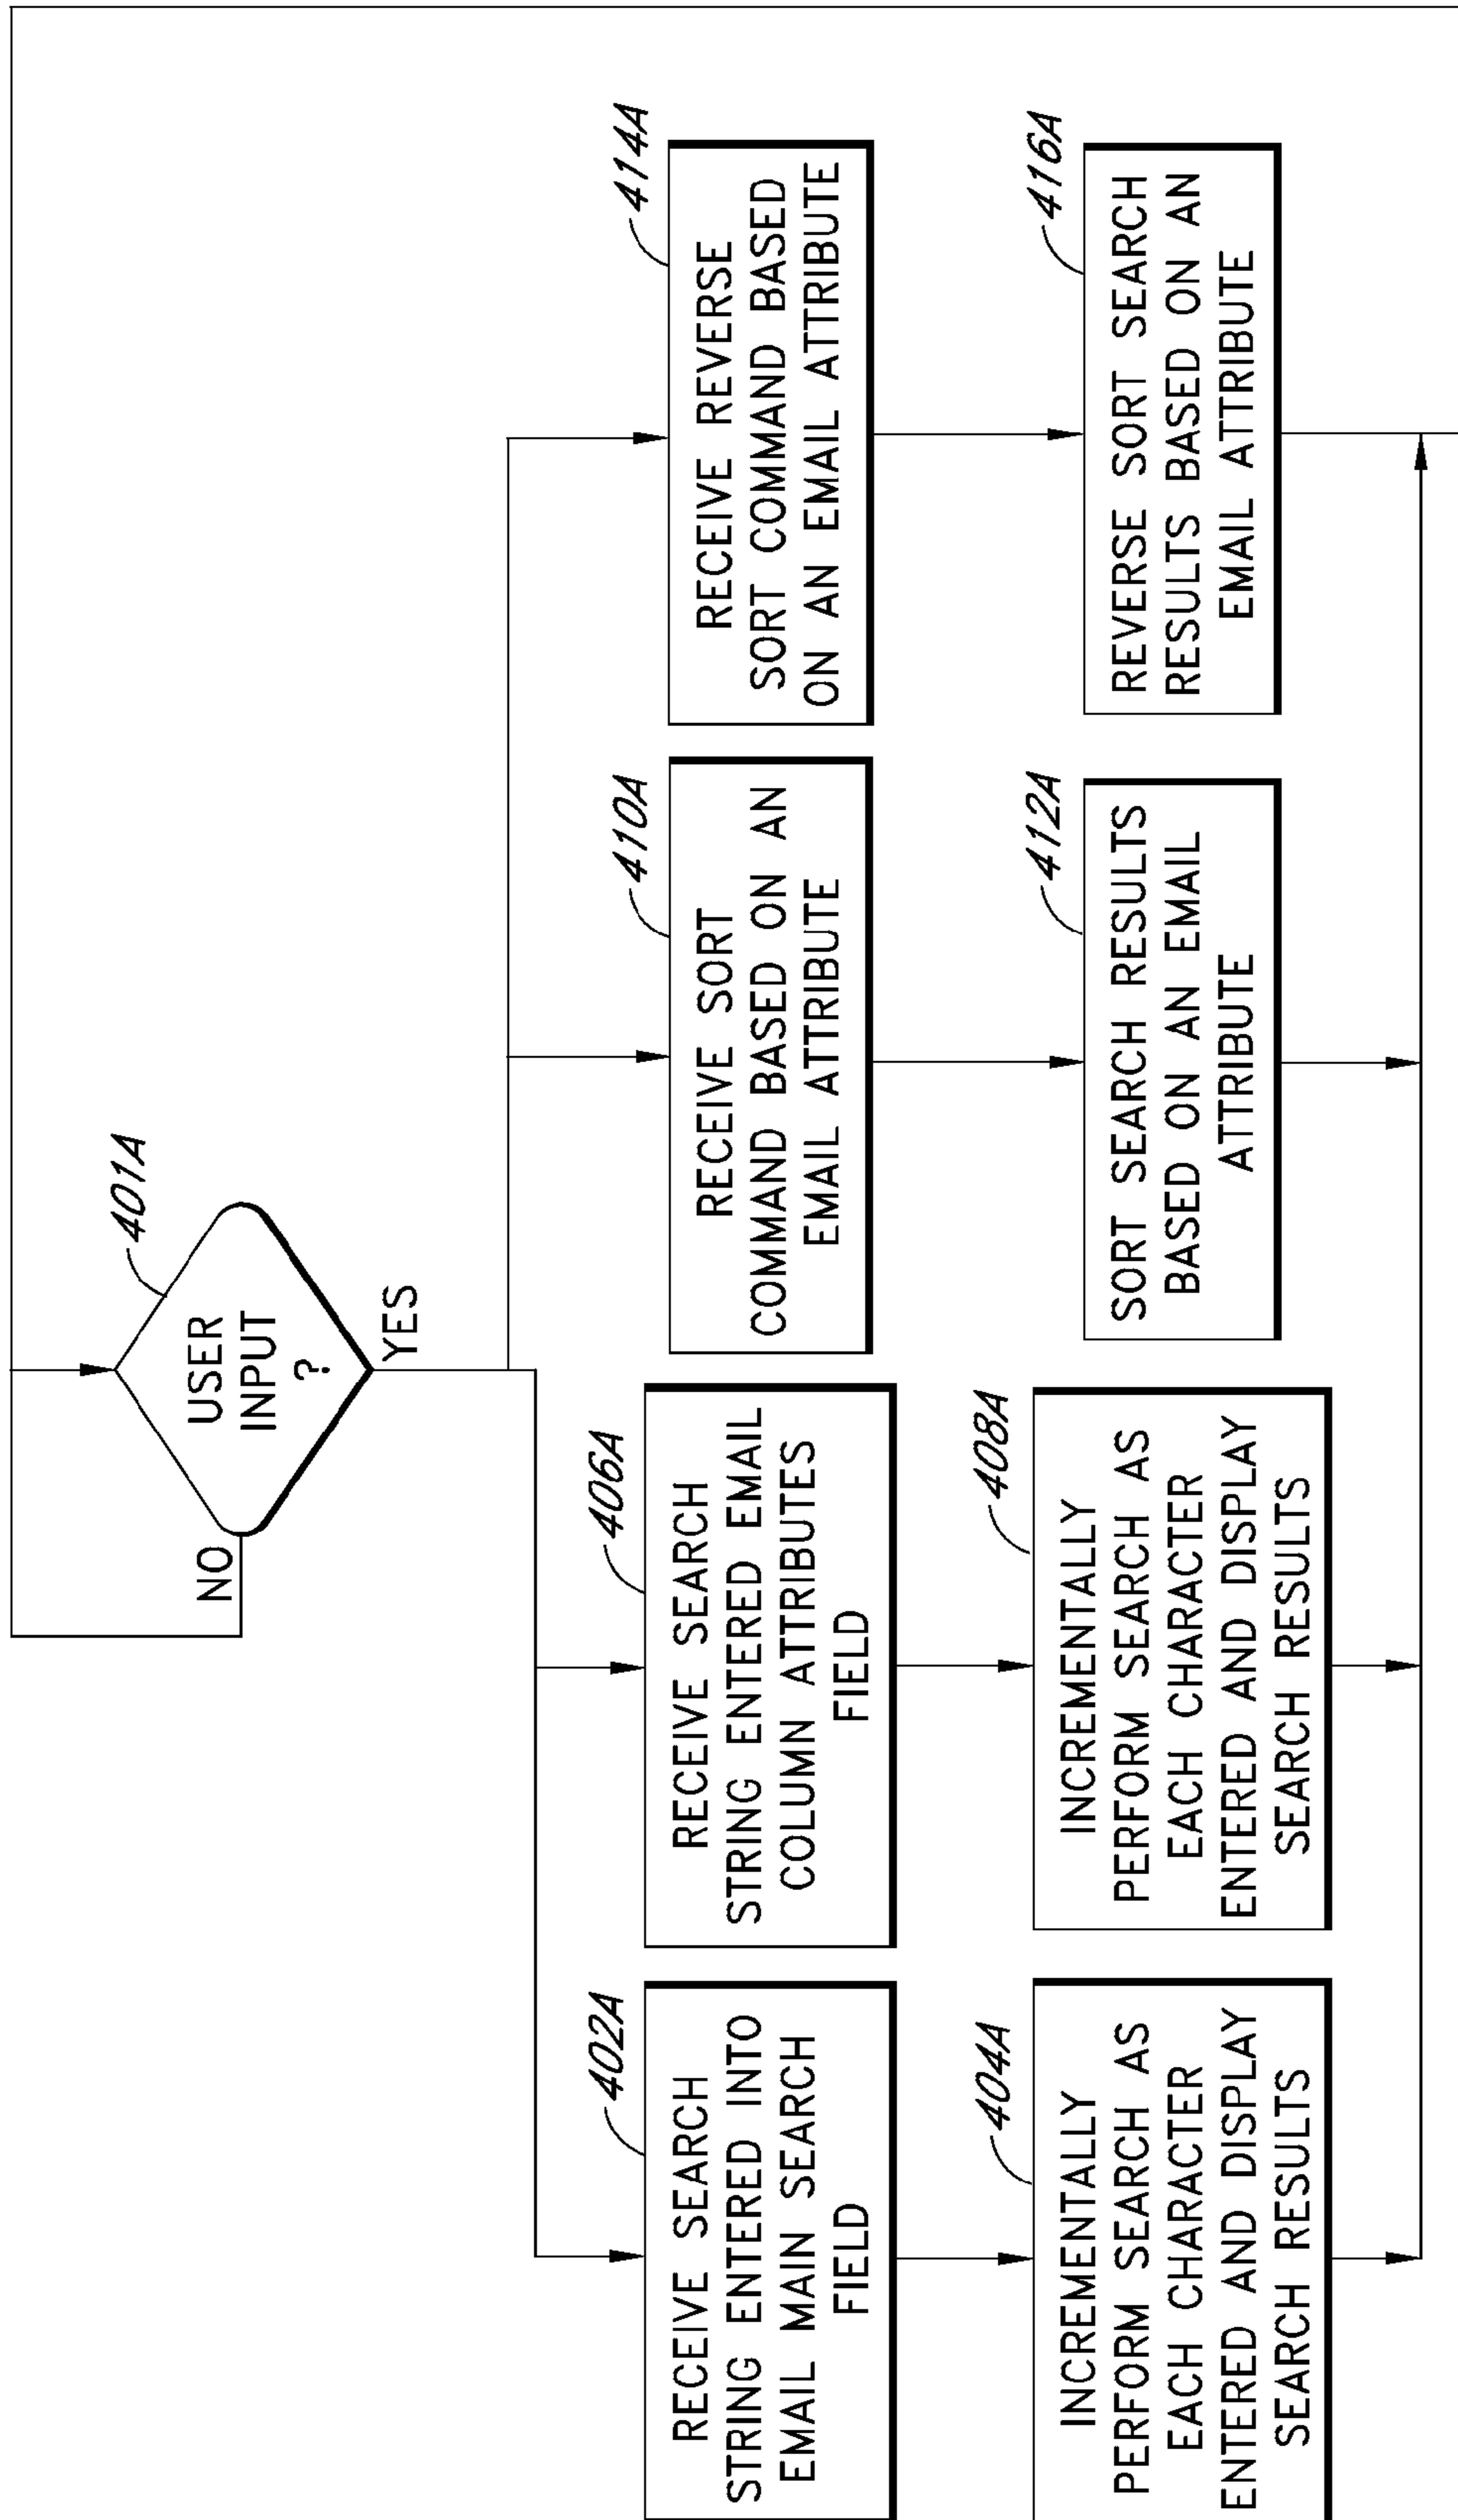 401A
USER
INPUT
?
NO
YES
402A
RECEIVE SEARCH
STRING ENTERED INTO
EMAIL MAIN SEARCH
FIELD
406A
RECEIVE SEARCH
STRING ENTERED EMAIL
COLUMN ATTRIBUTES
FIELD
410A
RECEIVE SORT
COMMAND BASED ON AN
EMAIL ATTRIBUTE
414A
RECEIVE REVERSE
SORT COMMAND BASED
ON AN EMAIL ATTRIBUTE
404A
INCREMENTALLY
PERFORM SEARCH AS
EACH CHARACTER
ENTERED AND DISPLAY
SEARCH RESULTS
408A
INCREMENTALLY
PERFORM SEARCH AS
EACH CHARACTER
ENTERED AND DISPLAY
SEARCH RESULTS
412A
SORT SEARCH RESULTS
BASED ON AN EMAIL
ATTRIBUTE
416A
REVERSE SORT SEARCH
RESULTS BASED ON AN
EMAIL ATTRIBUTE